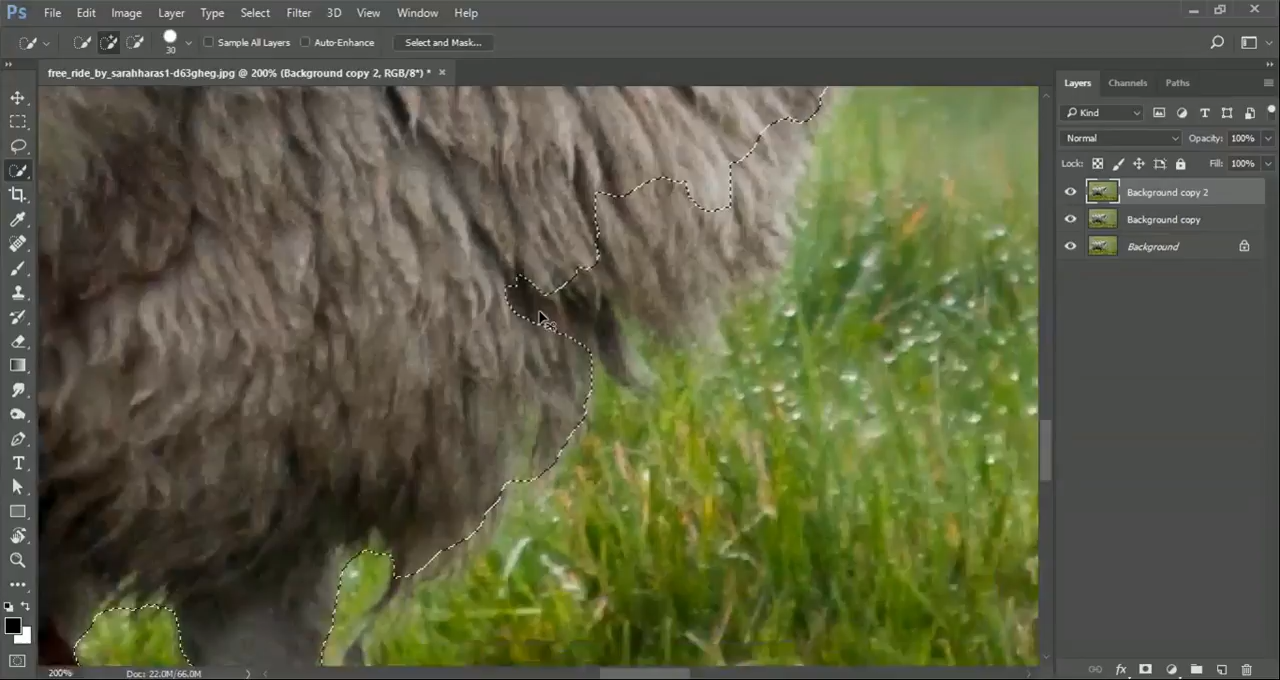 Ps File Edit Image Layer Type Select Filter 3D View Window Help
30 Sample All Layers Auto-Enhance Select and Mask...
free_ride_by_sarahharas1-d63gheg.jpg @ 200% (Background copy 2, RGB/8*) *
Layers Channels Paths
Kind
Normal Opacity: 100%
Lock: Fill: 100%
Background copy 2
Background copy
Background
200% Doc: 22.0M/66.0M